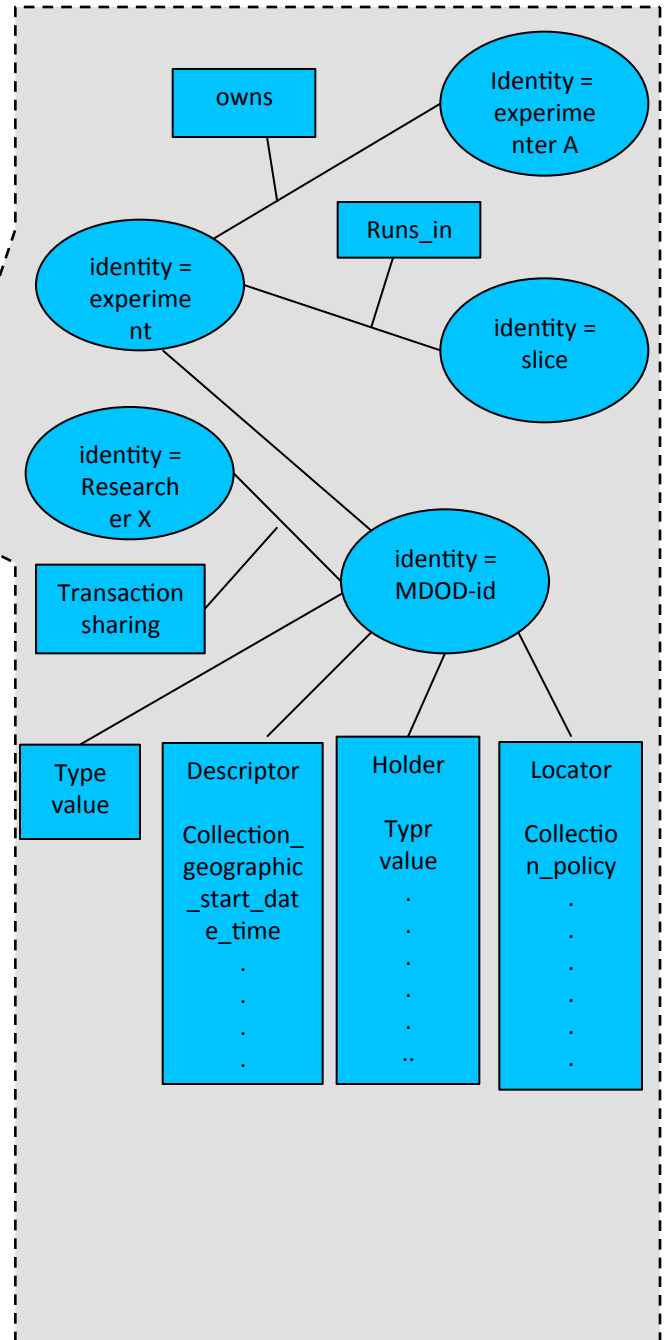 owns
Identity =
experime
nter A
Runs_in
identity =
experime
nt
identity =
slice
identity =
Research
er X
identity =
MDOD-id
Transaction
sharing
Type
value
Descriptor
Collection_
geographic
_start_dat
e_time
.
.
.
.
Holder
Typr
value
.
.
.
.
.
..
Locator
Collectio
n_policy
.
.
.
.
.
.